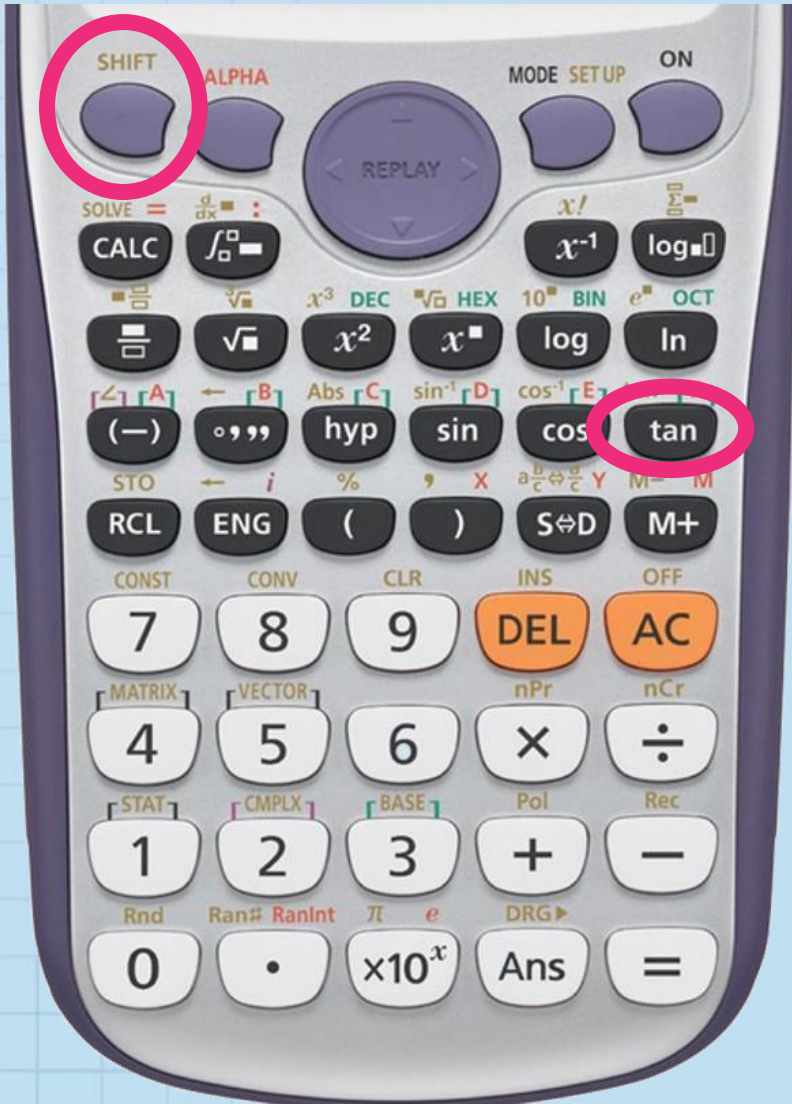 SHIFT ALPHA MODE SETUP ON
REPLAY
SOLVE = d/dx : x! Σ
CALC ∫ x⁻¹ log
∛ x³ DEC √ HEX 10 BIN e OCT
√ x² x log ln
∠ A ← B Abs C sin⁻¹ D cos⁻¹ E
(−) ° ’ ” hyp sin cos tan
STO ← i % , X a b/c ⇔ d/c Y M− M
RCL ENG ( ) S⇔D M+
CONST CONV CLR INS OFF
7 8 9 DEL AC
MATRIX VECTOR nPr nCr
4 5 6 × ÷
STAT CMPLX BASE Pol Rec
1 2 3 + −
Rnd Ran# RanInt π e DRG▶
0 • ×10ˣ Ans =